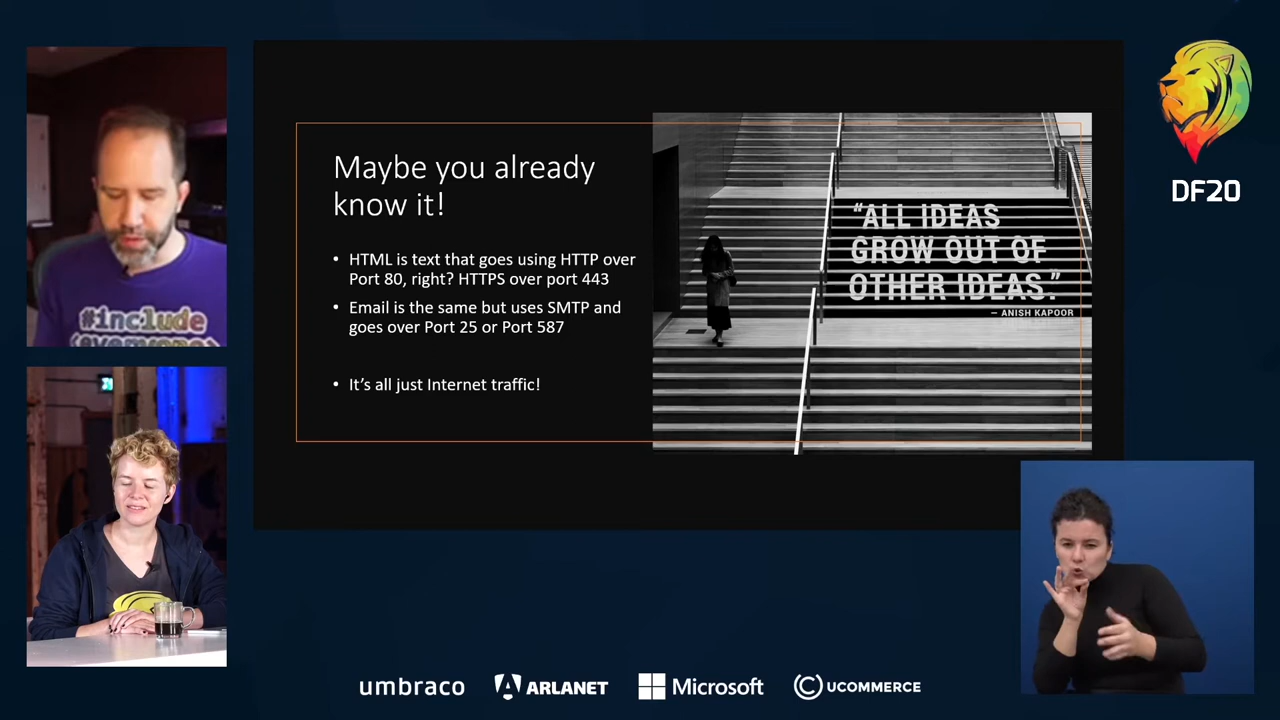 Maybe you already
know it!
• HTML is text that goes using HTTP over
Port 80, right? HTTPS over port 443
• Email is the same but uses SMTP and
goes over Port 25 or Port 587
• It's all just Internet traffic!
“ALL IDEAS
GROW OUT OF
OTHER IDEAS.”
— ANISH KAPOOR
DF20
#inc1ude
umbraco
ARLANET
Microsoft
UCOMMERCE